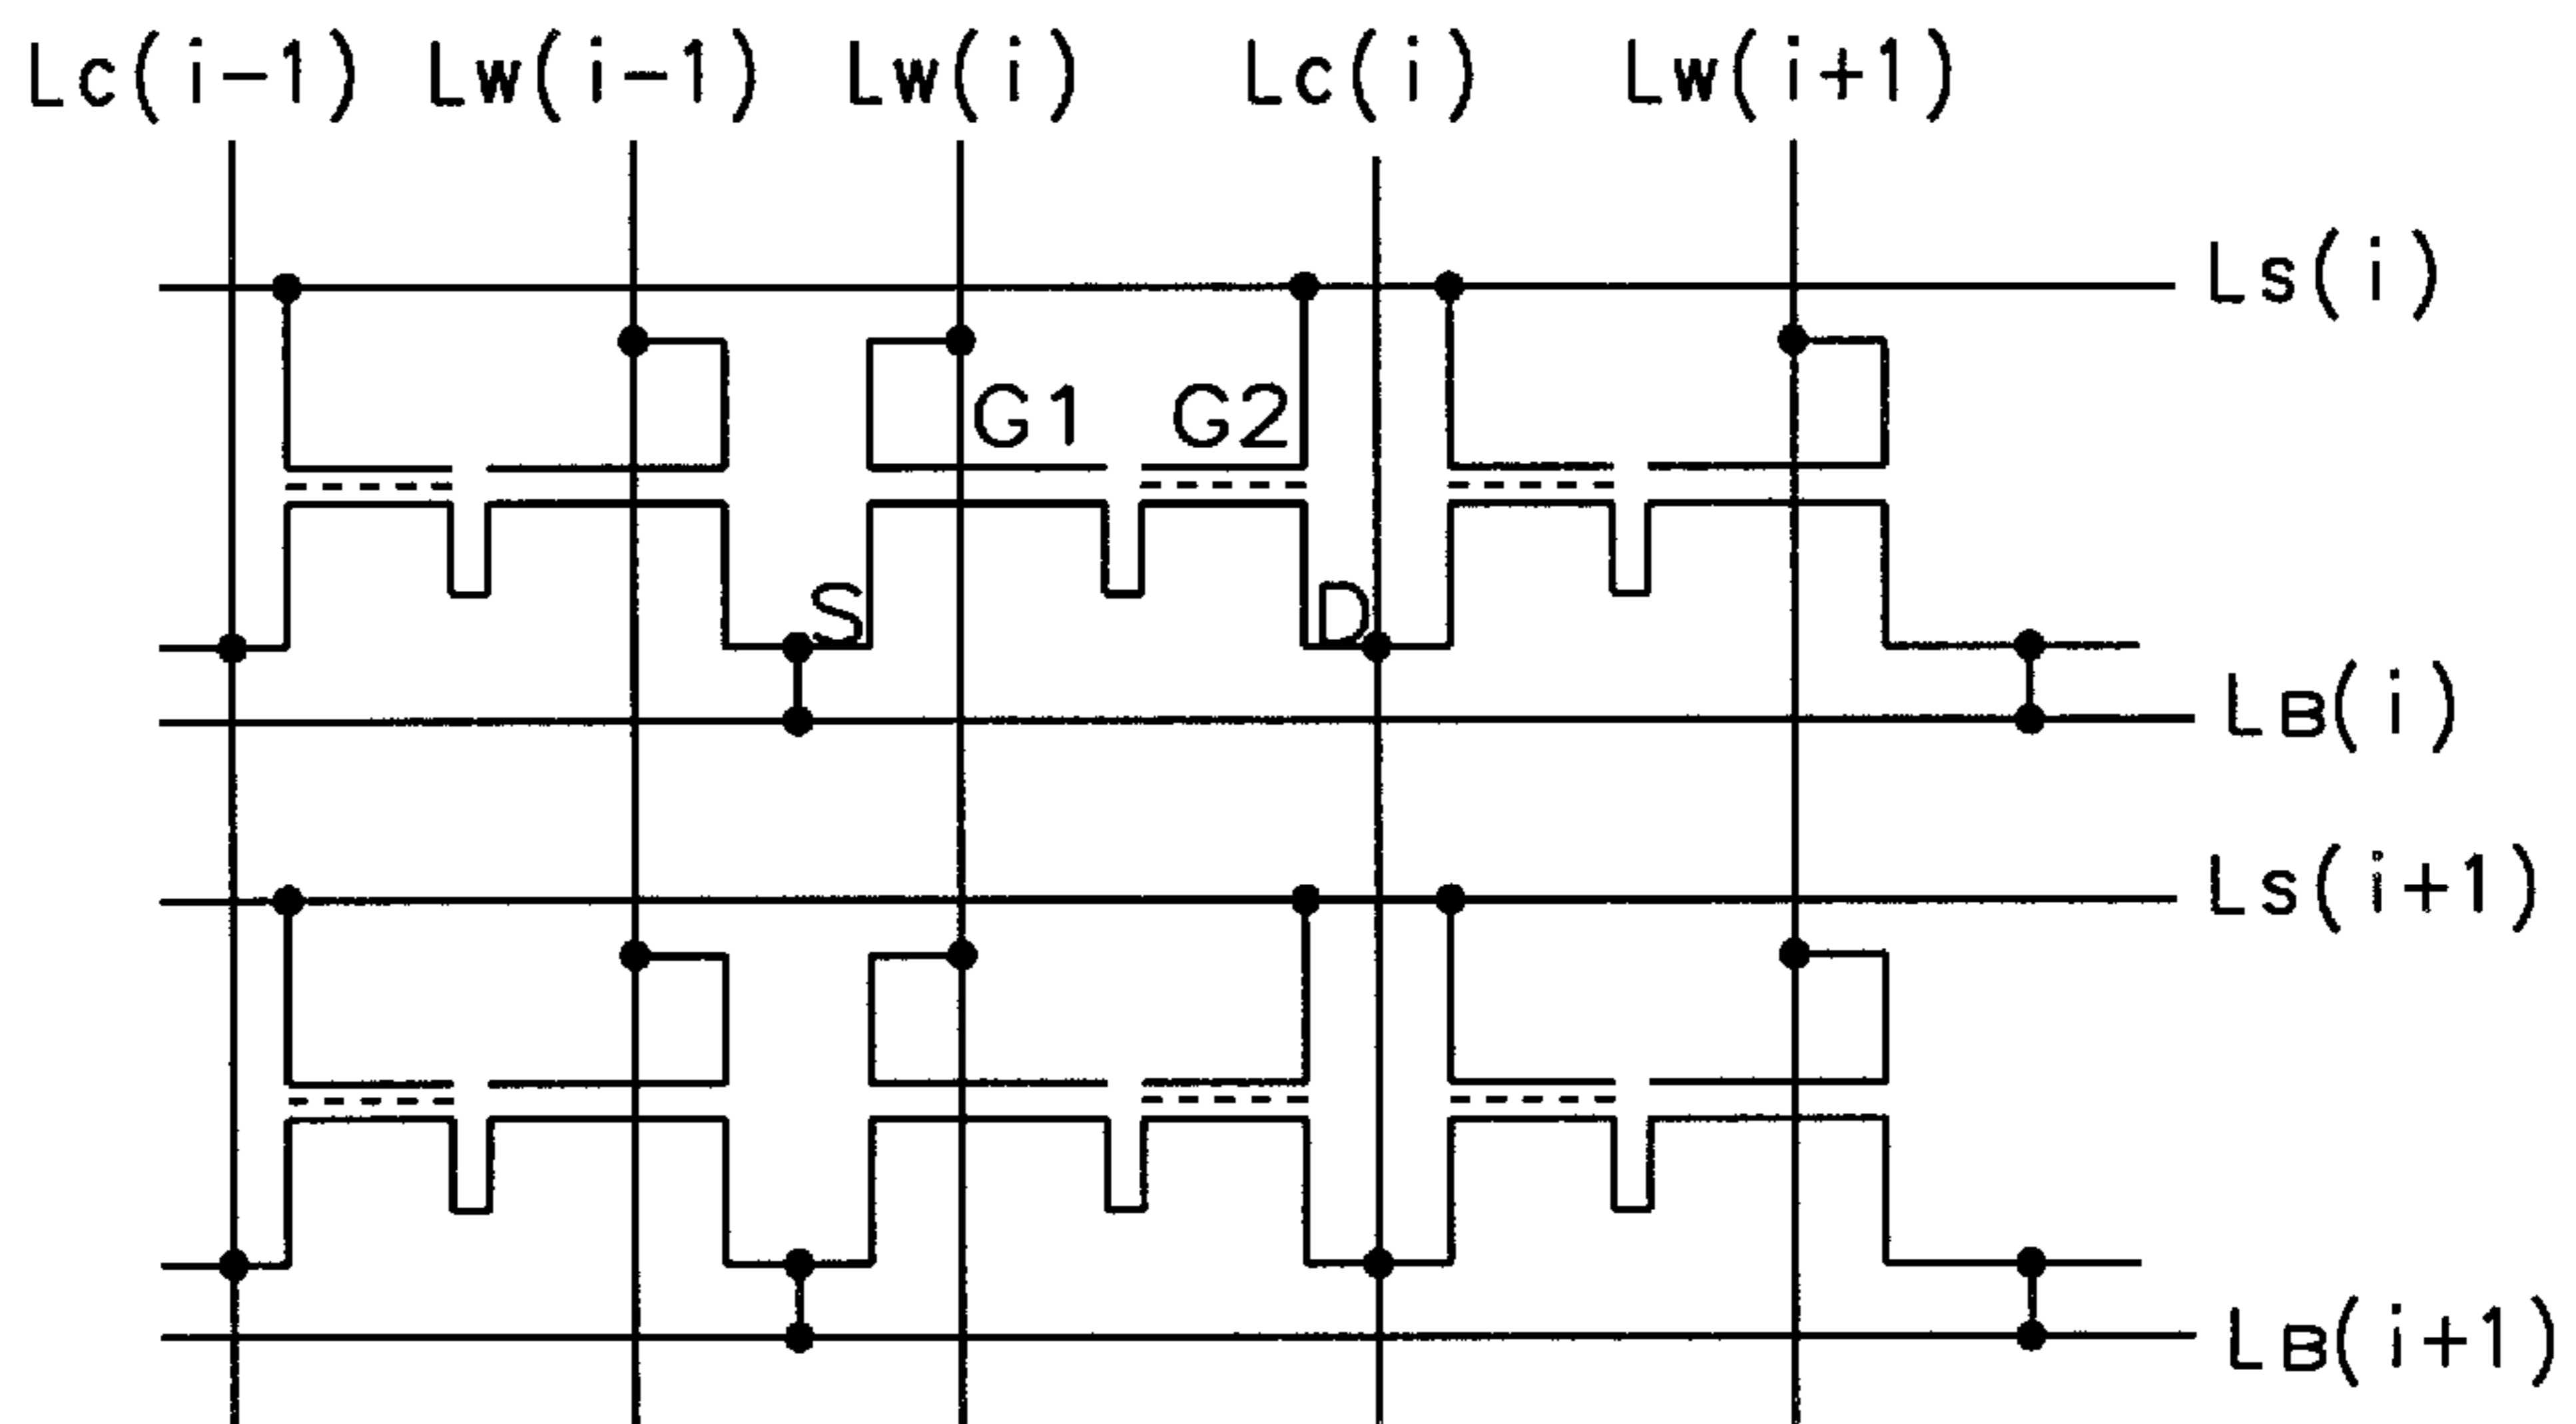 Lc(i-1) Lw(i-1) Lw(i) Lc(i) Lw(i+1)
Ls(i)
G1 G2
S D
LB(i)
Ls(i+1)
LB(i+1)